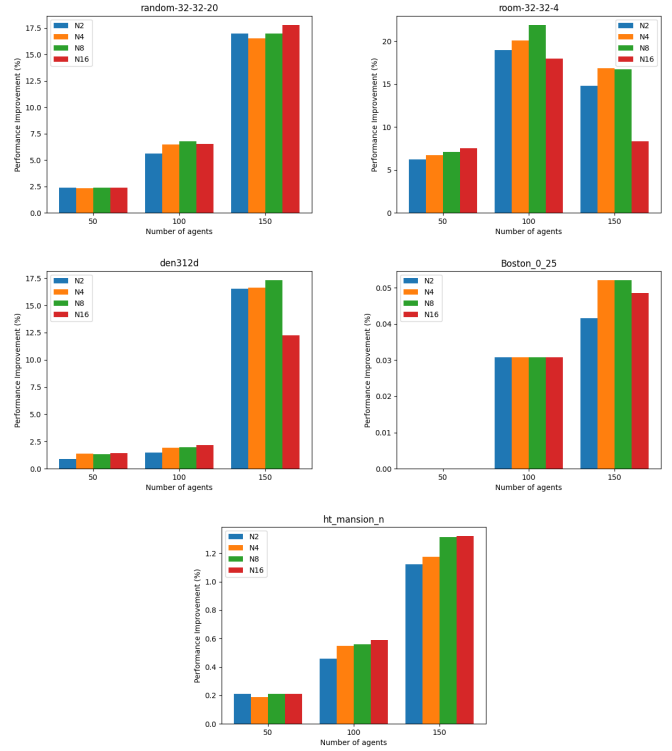 random-32-32-20
Performance Improvement (%)
17.5
15.0
12.5
10.0
7.5
5.0
2.5
0.0
N2
N4
N8
N16
50 100 150
Number of agents
room-32-32-4
Performance Improvement (%)
20
15
10
5
0
N2
N4
N8
N16
50 100 150
Number of agents
den312d
Performance Improvement (%)
17.5
15.0
12.5
10.0
7.5
5.0
2.5
0.0
N2
N4
N8
N16
50 100 150
Number of agents
Boston_0_25
Performance Improvement (%)
0.05
0.04
0.03
0.02
0.01
0.00
N2
N4
N8
N16
50 100 150
Number of agents
ht_mansion_n
Performance Improvement (%)
1.2
1.0
0.8
0.6
0.4
0.2
0.0
N2
N4
N8
N16
50 100 150
Number of agents